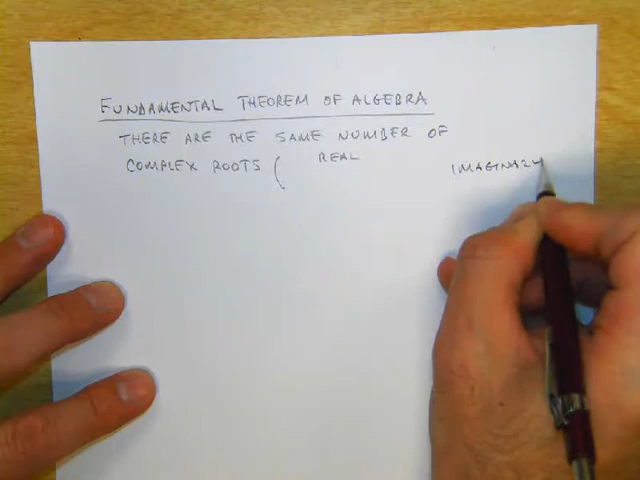 FUNDAMENTAL THEOREM OF ALGEBRA
THERE ARE THE SAME NUMBER OF
COMPLEX ROOTS ( REAL IMAGINARY